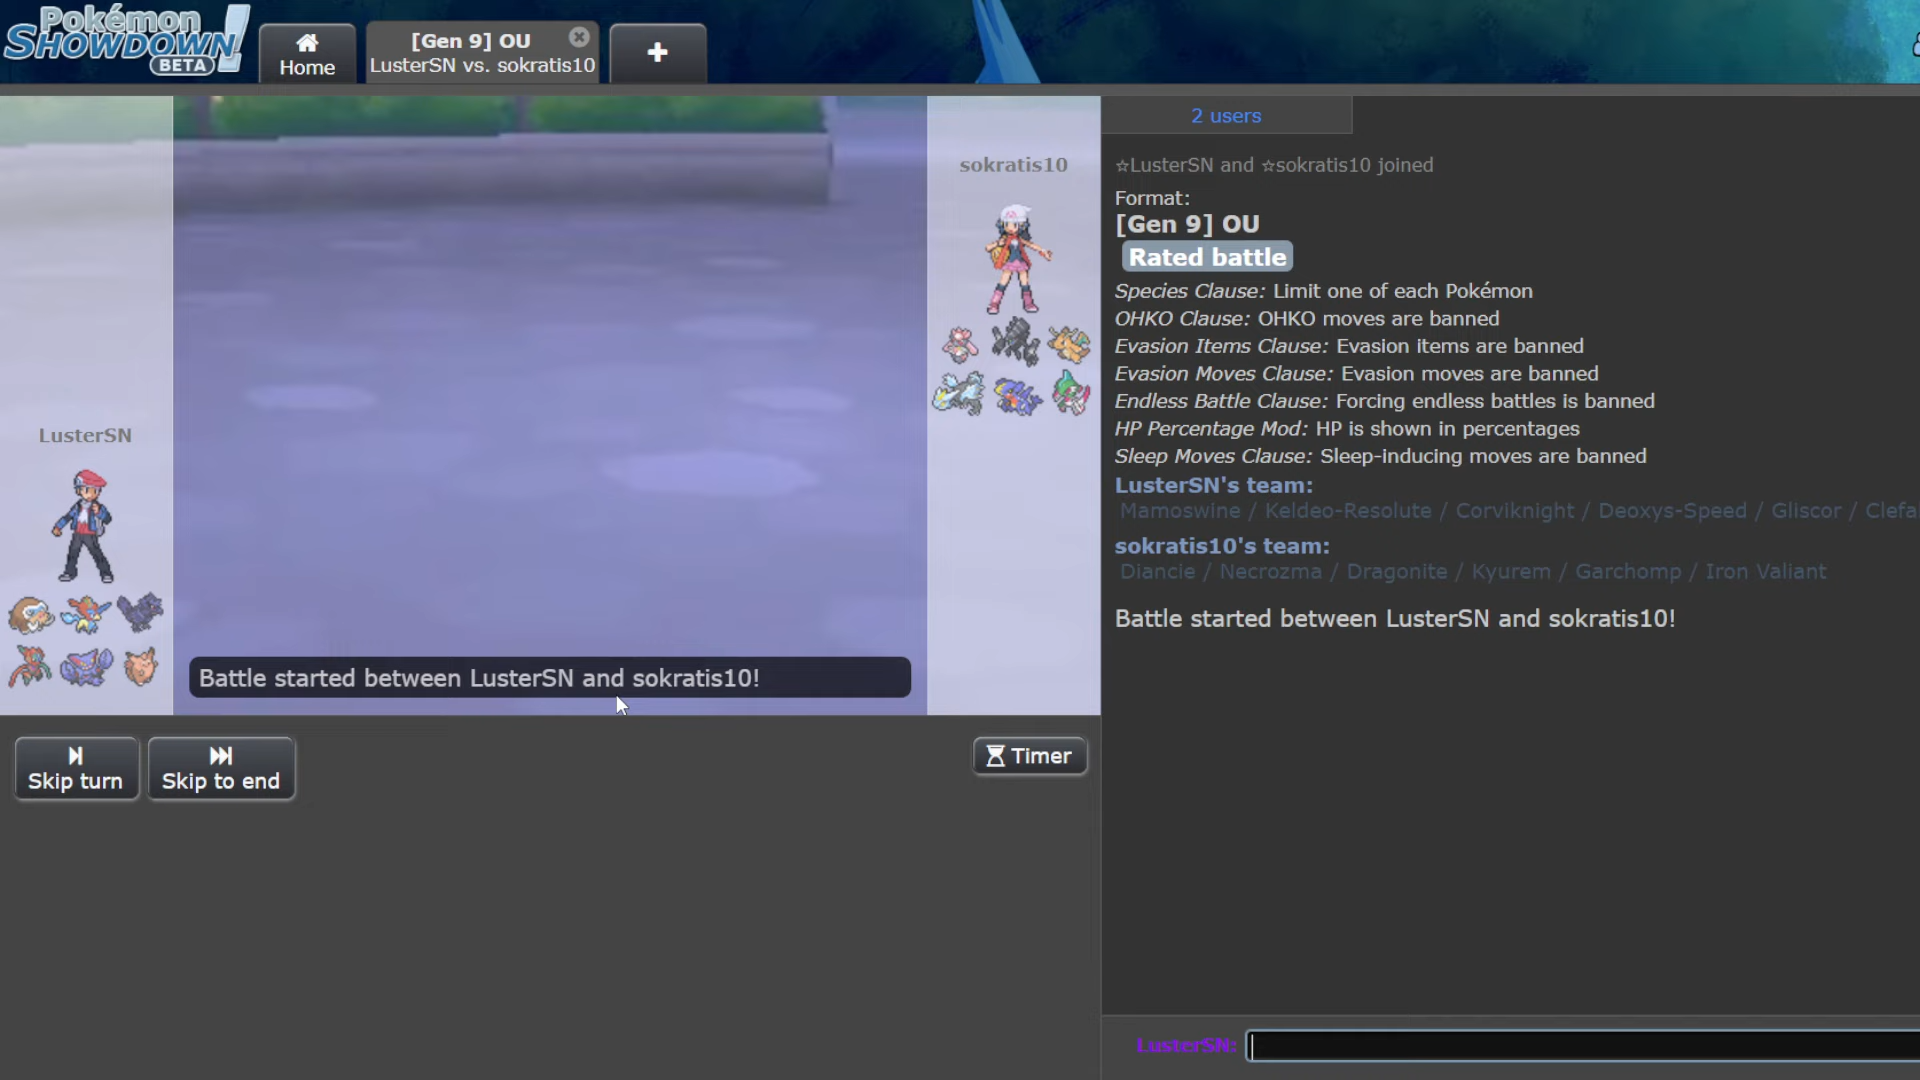 Pokémon
SHOWDOWN!
BETA
Home
[Gen 9] OU
LusterSN vs. sokratis10
2 users
☆LusterSN and ☆sokratis10 joined
Format:
[Gen 9] OU
Rated battle
Species Clause: Limit one of each Pokémon
OHKO Clause: OHKO moves are banned
Evasion Items Clause: Evasion items are banned
Evasion Moves Clause: Evasion moves are banned
Endless Battle Clause: Forcing endless battles is banned
HP Percentage Mod: HP is shown in percentages
Sleep Moves Clause: Sleep-inducing moves are banned
LusterSN's team:
Mamoswine / Keldeo-Resolute / Corviknight / Deoxys-Speed / Gliscor / Clefa
sokratis10's team:
Diancie / Necrozma / Dragonite / Kyurem / Garchomp / Iron Valiant
Battle started between LusterSN and sokratis10!
sokratis10
LusterSN
Battle started between LusterSN and sokratis10!
Skip turn
Skip to end
Timer
LusterSN: